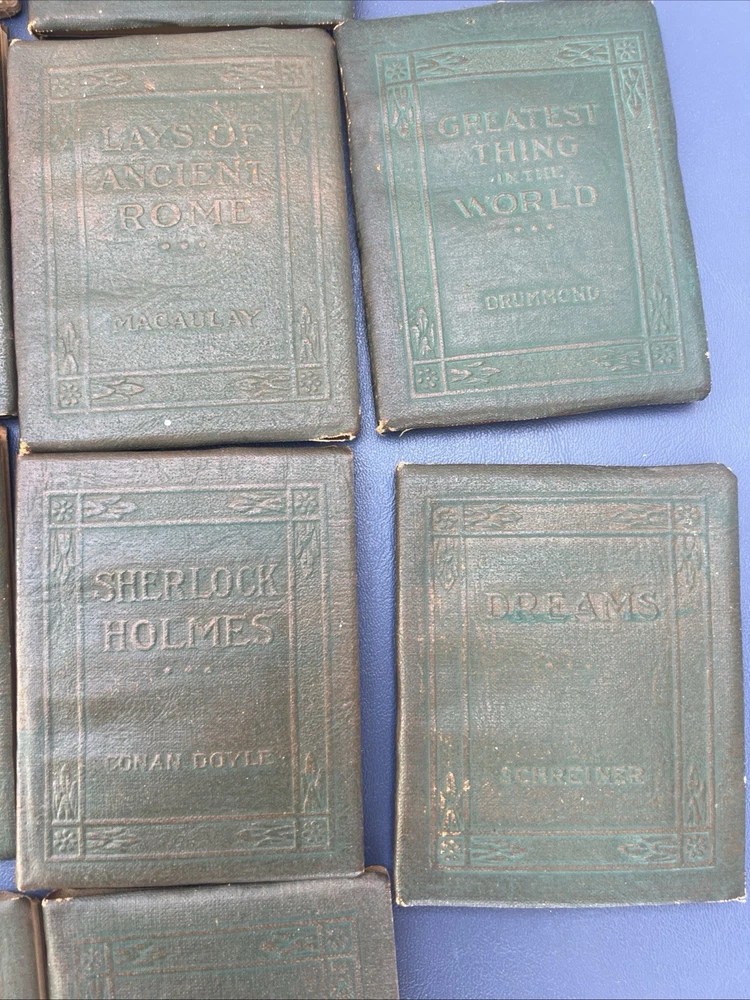 LAYS OF
ANCIENT
ROME
MACAULAY
GREATEST
THING
IN THE
WORLD
DRUMMOND
SHERLOCK
HOLMES
CONAN DOYLE
DREAMS
SCHREINER